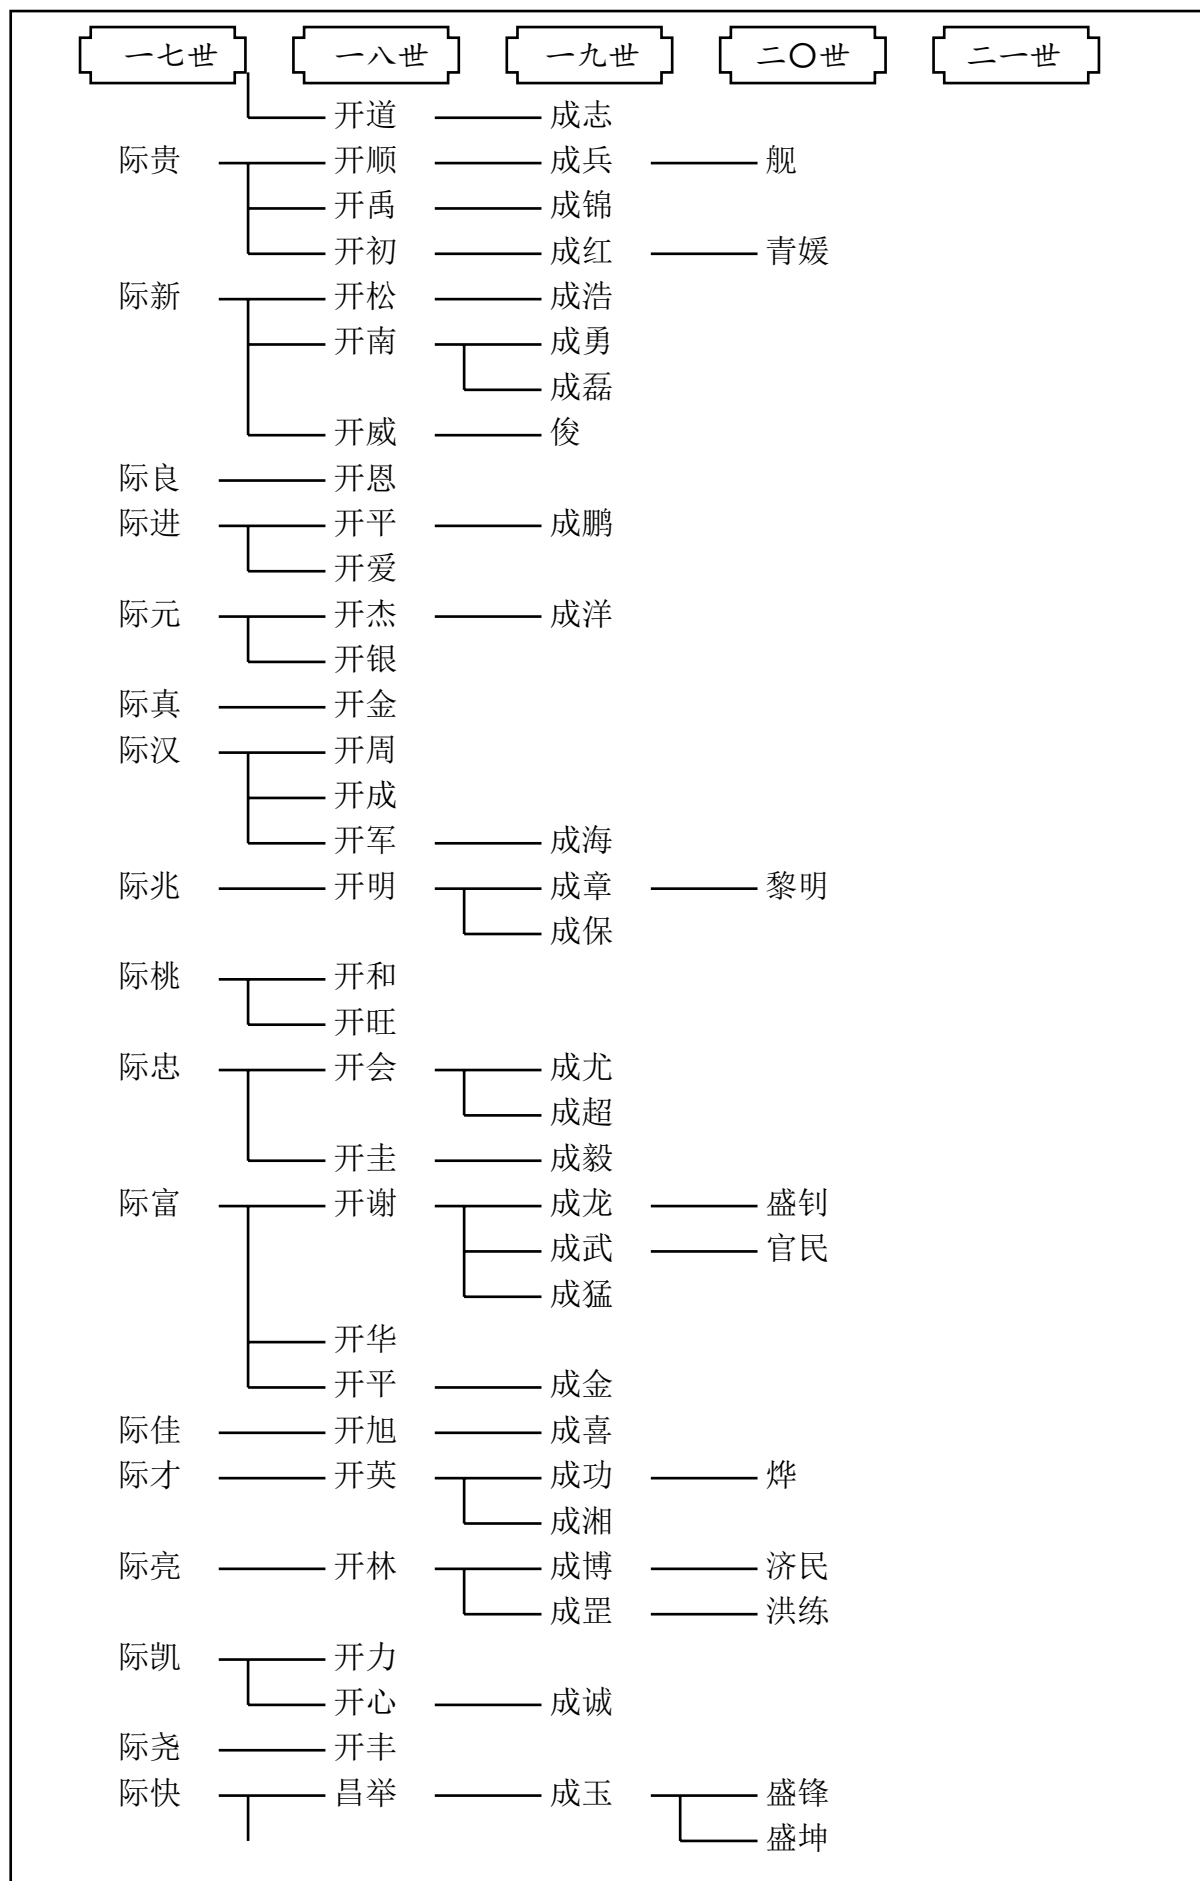 一七世 一八世 一九世 二〇世 二一世
开道 成志
际贵 开顺 成兵 舰
开禹 成锦
开初 成红 青媛
际新 开松 成浩
开南 成勇
成磊
开威 俊
际良 开恩
际进 开平 成鹏
开爱
际元 开杰 成洋
开银
际真 开金
际汉 开周
开成
开军 成海
际兆 开明 成章 黎明
成保
际桃 开和
开旺
际忠 开会 成尤
成超
开圭 成毅
际富 开谢 成龙 盛钊
成武 官民
成猛
开华
开平 成金
际佳 开旭 成喜
际才 开英 成功 烨
成湘
际亮 开林 成博 济民
成罡 洪练
际凯 开力
开心 成诚
际尧 开丰
际快 昌举 成玉 盛锋
盛坤